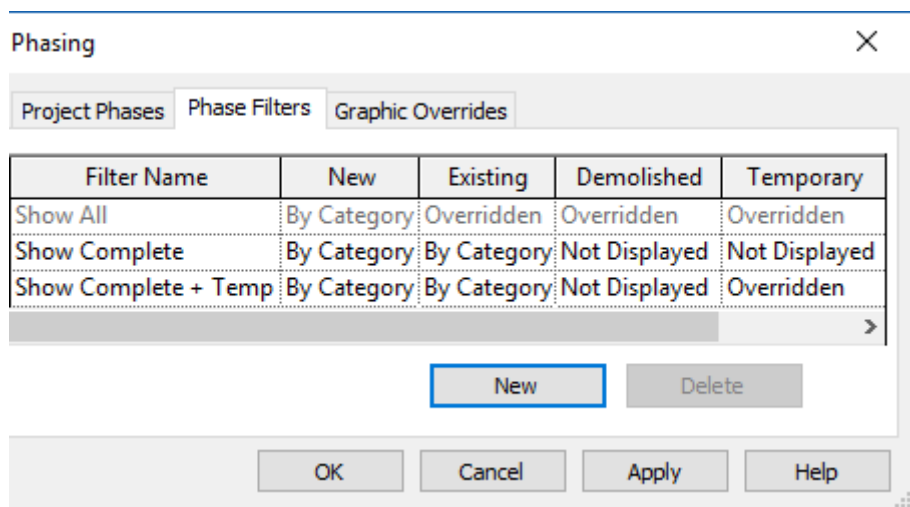 Phasing
Project Phases Phase Filters Graphic Overrides
Filter Name New Existing Demolished Temporary
Show All By Category Overridden Overridden Overridden
Show Complete By Category By Category Not Displayed Not Displayed
Show Complete + Temp By Category By Category Not Displayed Overridden
New Delete
OK Cancel Apply Help